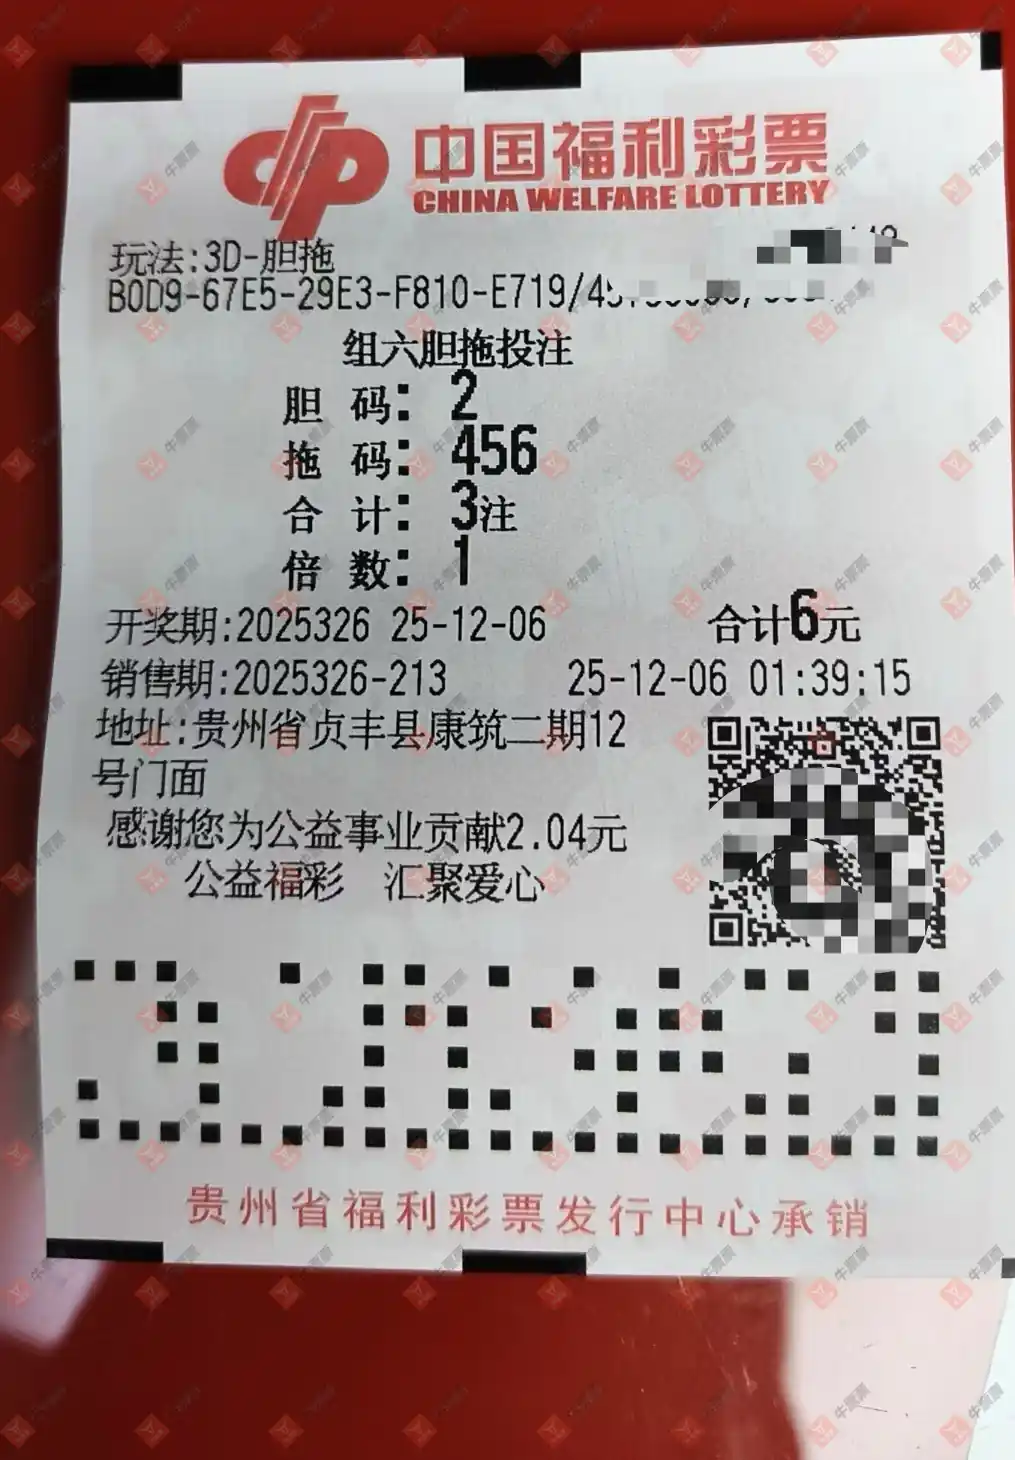 中国福利彩票
CHINA WELFARE LOTTERY
玩法:3D-胆拖
B0D9-67E5-29E3-F810-E719/
组六胆拖投注
胆 码: 2
拖 码: 456
合 计: 3注
倍 数: 1
开奖期:2025326 25-12-06 合计6元
销售期:2025326-213 25-12-06 01:39:15
地址:贵州省贞丰县康筑二期12
号门面
感谢您为公益事业贡献2.04元
公益福彩 汇聚爱心
贵州省福利彩票发行中心承销